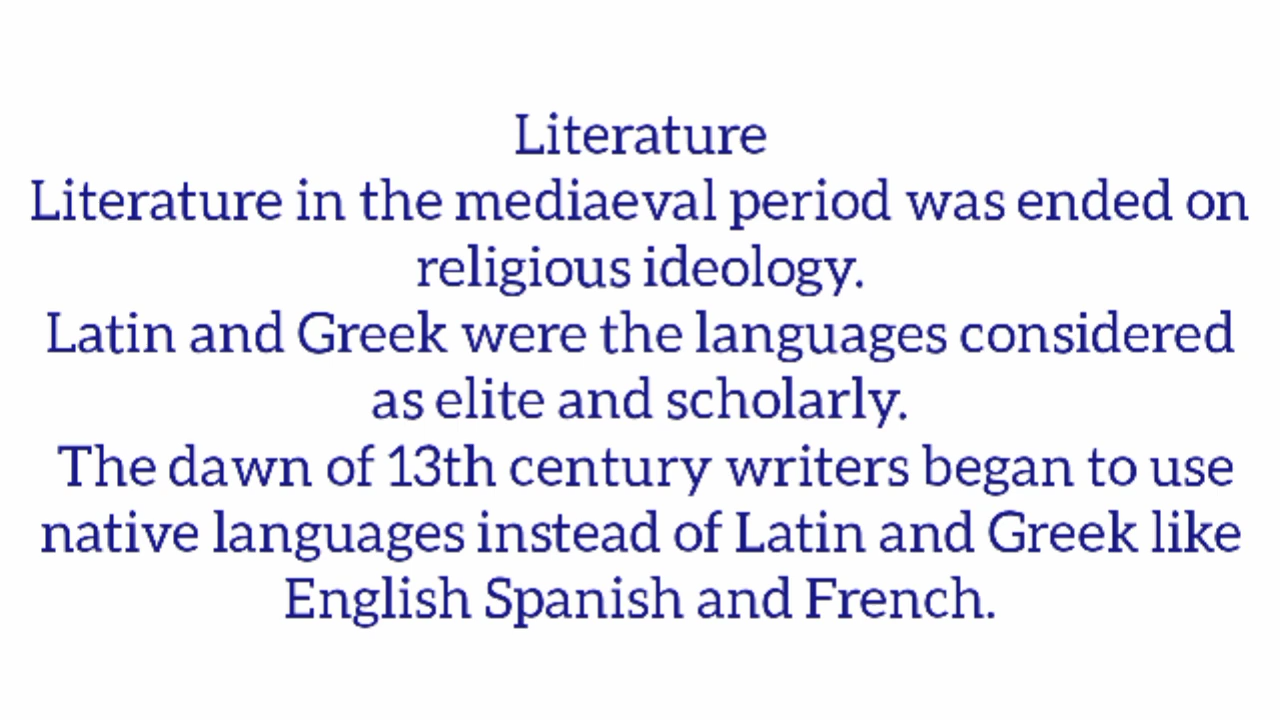 Literature
Literature in the mediaeval period was ended on
religious ideology.
Latin and Greek were the languages considered
as elite and scholarly.
The dawn of 13th century writers began to use
native languages instead of Latin and Greek like
English Spanish and French.